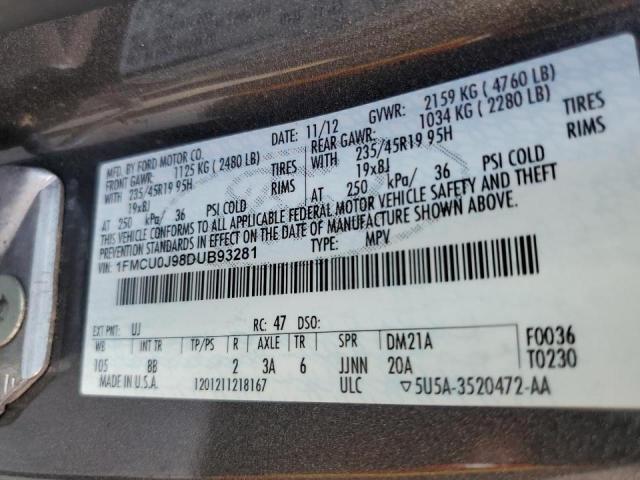 MFD. BY FORD MOTOR CO.
DATE: 11/12 GVWR: 2159 KG ( 4760 LB)
FRONT GAWR: 1125 KG ( 2480 LB) REAR GAWR: 1034 KG ( 2280 LB)
WITH 235/45R19 95H TIRES WITH 235/45R19 95H TIRES
19x8J RIMS 19x8J RIMS
AT 250 kPa/ 36 PSI COLD AT 250 kPa/ 36 PSI COLD
THIS VEHICLE CONFORMS TO ALL APPLICABLE FEDERAL MOTOR VEHICLE SAFETY AND THEFT
PREVENTION STANDARDS IN EFFECT ON THE DATE OF MANUFACTURE SHOWN ABOVE.
VIN: 1FMCU0J98DUB93281 TYPE: MPV
EXT PNT: UJ RC: 47 DSO:
WB INT TR TP/PS R AXLE TR SPR DM21A F0036
105 8B 2 3A 6 JJNN 20A T0230
MADE IN U.S.A. 1201211218167 ULC ▽5U5A-3520472-AA